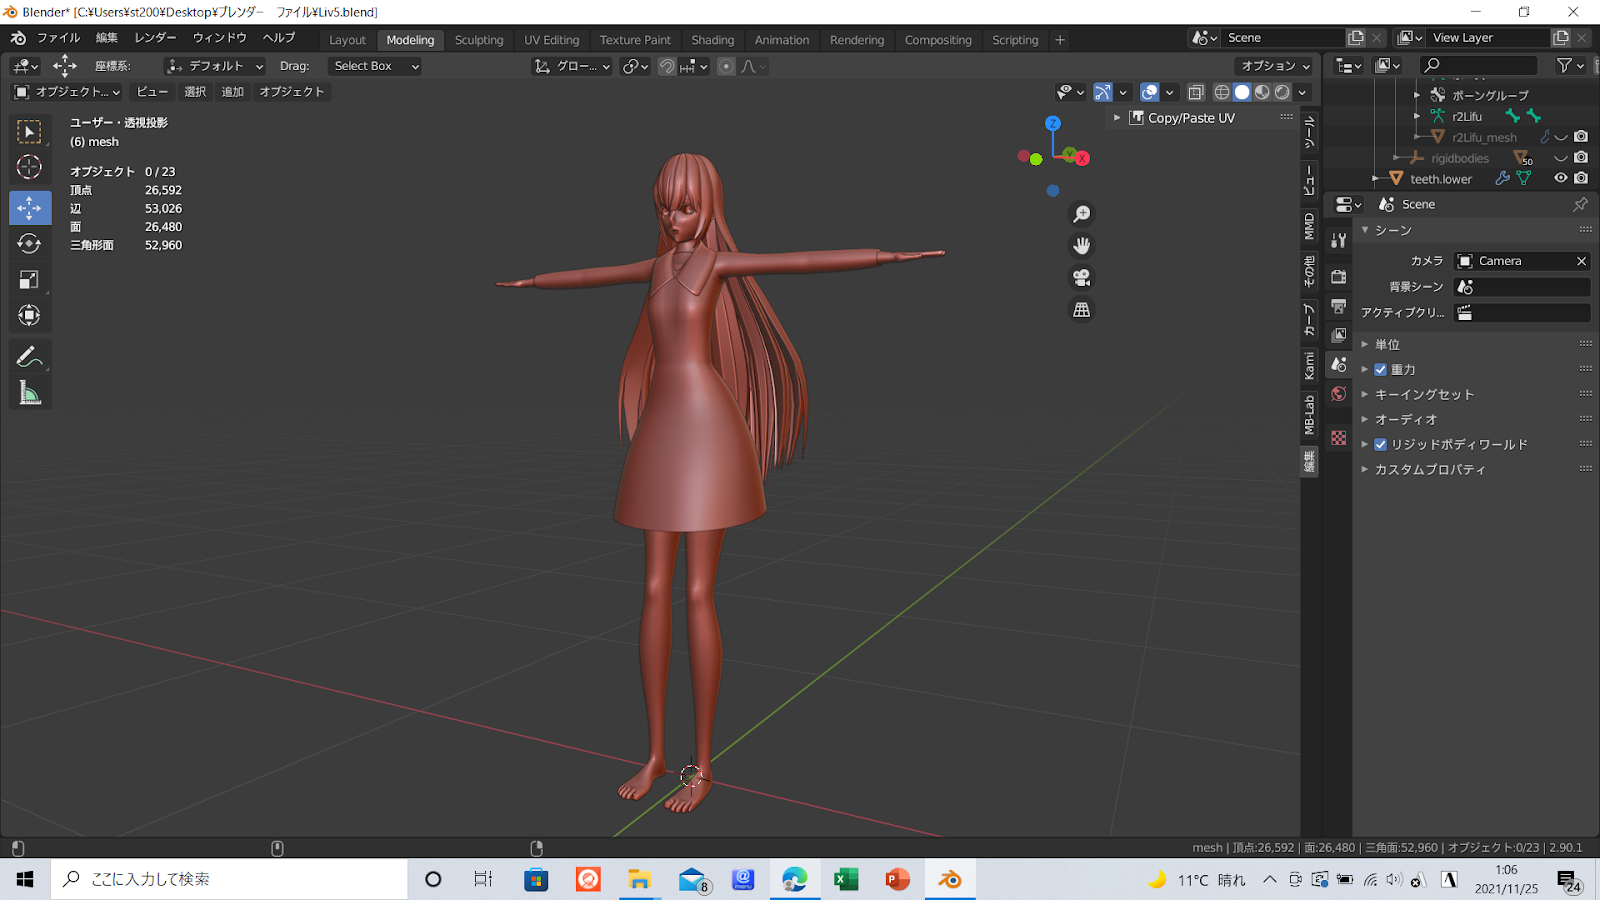 Blender* [C:¥Users¥st200¥Desktop¥ブレンダー　ファイル¥Liv5.blend]
ファイル 編集 レンダー ウィンドウ ヘルプ Layout Modeling Sculpting UV Editing Texture Paint Shading Animation Rendering Compositing Scripting + Scene View Layer
座標系: デフォルト Drag: Select Box グロー... オプション
オブジェクト... ビュー 選択 追加 オブジェクト
ユーザー・透視投影
(6) mesh
オブジェクト 0 / 23
頂点 26,592
辺 53,026
面 26,480
三角形面 52,960
Z
Y
X
Copy/Paste UV
ツール
ビュー
MMD
その他
カーブ
Kami
MB-Lab
編集
ボーングループ
r2Lifu
r2Lifu_mesh
rigidbodies 50
teeth.lower
Scene
シーン
カメラ Camera
背景シーン
アクティブクリ...
単位
重力
キーイングセット
オーディオ
リジッドボディワールド
カスタムプロパティ
mesh | 頂点:26,592 | 面:26,480 | 三角面:52,960 | オブジェクト:0/23 | 2.90.1
ここに入力して検索
8
11°C 晴れ
A
1:06
2021/11/25
24